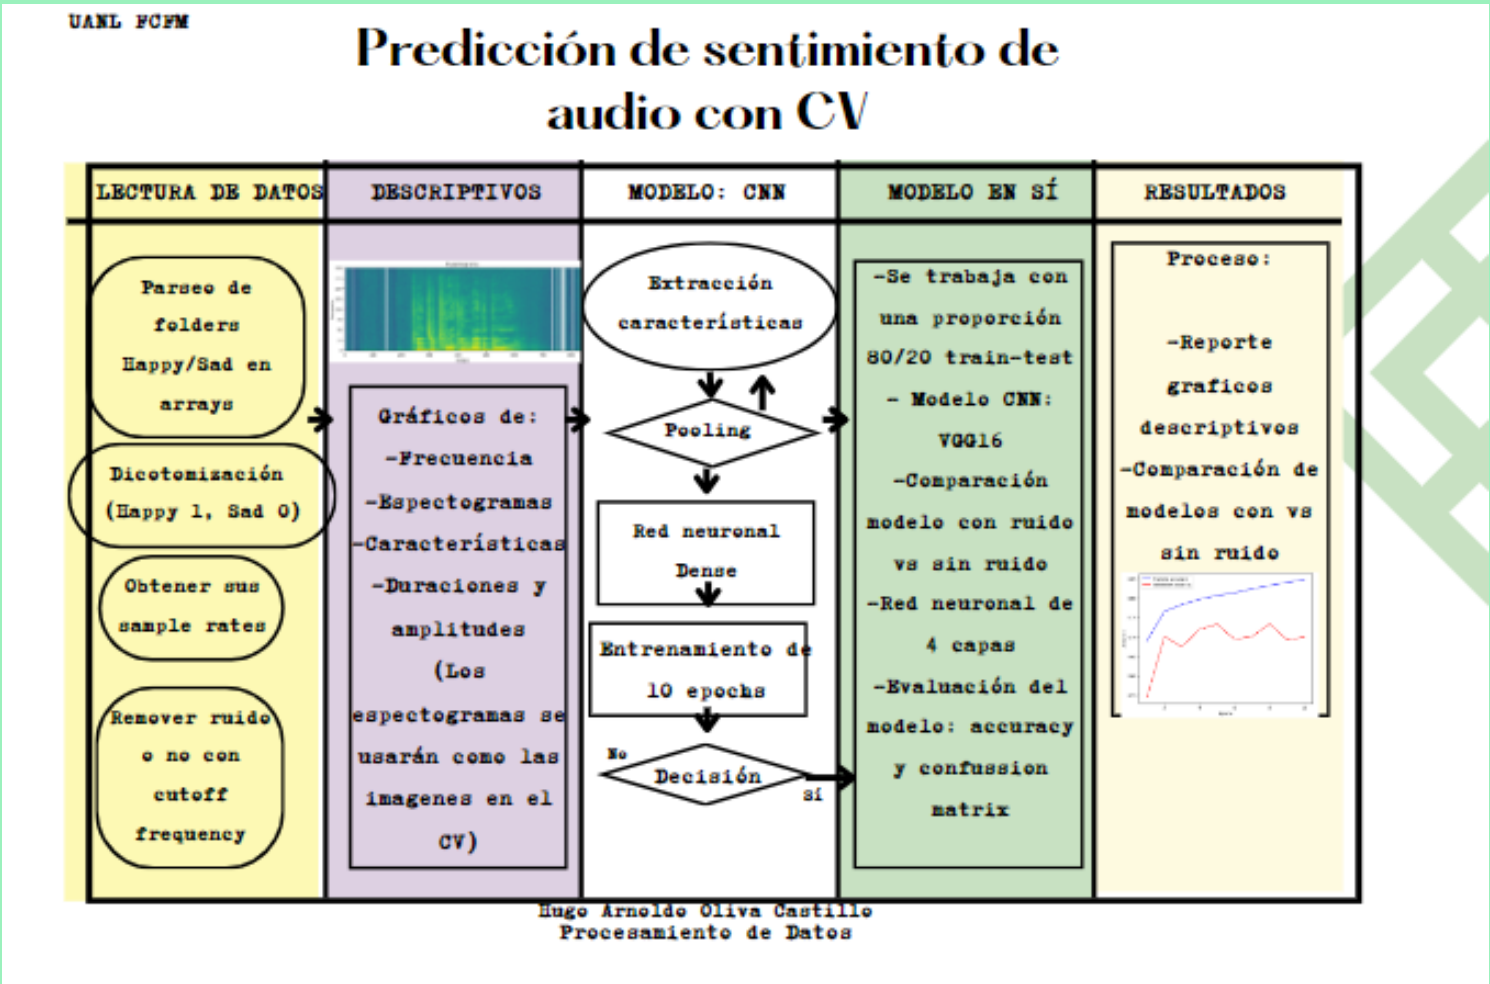 UANL FCFM
Predicción de sentimiento de
audio con CV
LECTURA DE DATOS
Parseo de
folders
Happy/Sad en
arrays
Dicotomización
(Happy 1, Sad 0)
Obtener sus
sample rates
Remover ruido
o no con
cutoff
frequency
DESCRIPTIVOS
Gráficos de:
-Frecuencia
-Espectogramas
-Características
-Duraciones y
amplitudes
(Los
espectogramas se
usarán como las
imagenes en el
CV)
MODELO: CNN
Extracción
características
Pooling
Red neuronal
Dense
Entrenamiento de
10 epochs
No
Decisión
sí
MODELO EN SÍ
-Se trabaja con
una proporción
80/20 train-test
- Modelo CNN:
VGG16
-Comparación
modelo con ruido
vs sin ruido
-Red neuronal de
4 capas
-Evaluación del
modelo: accuracy
y confussion
matrix
RESULTADOS
Proceso:
-Reporte
graficos
descriptivos
-Comparación de
modelos con vs
sin ruido
Hugo Arnoldo Oliva Castillo
Procesamiento de Datos